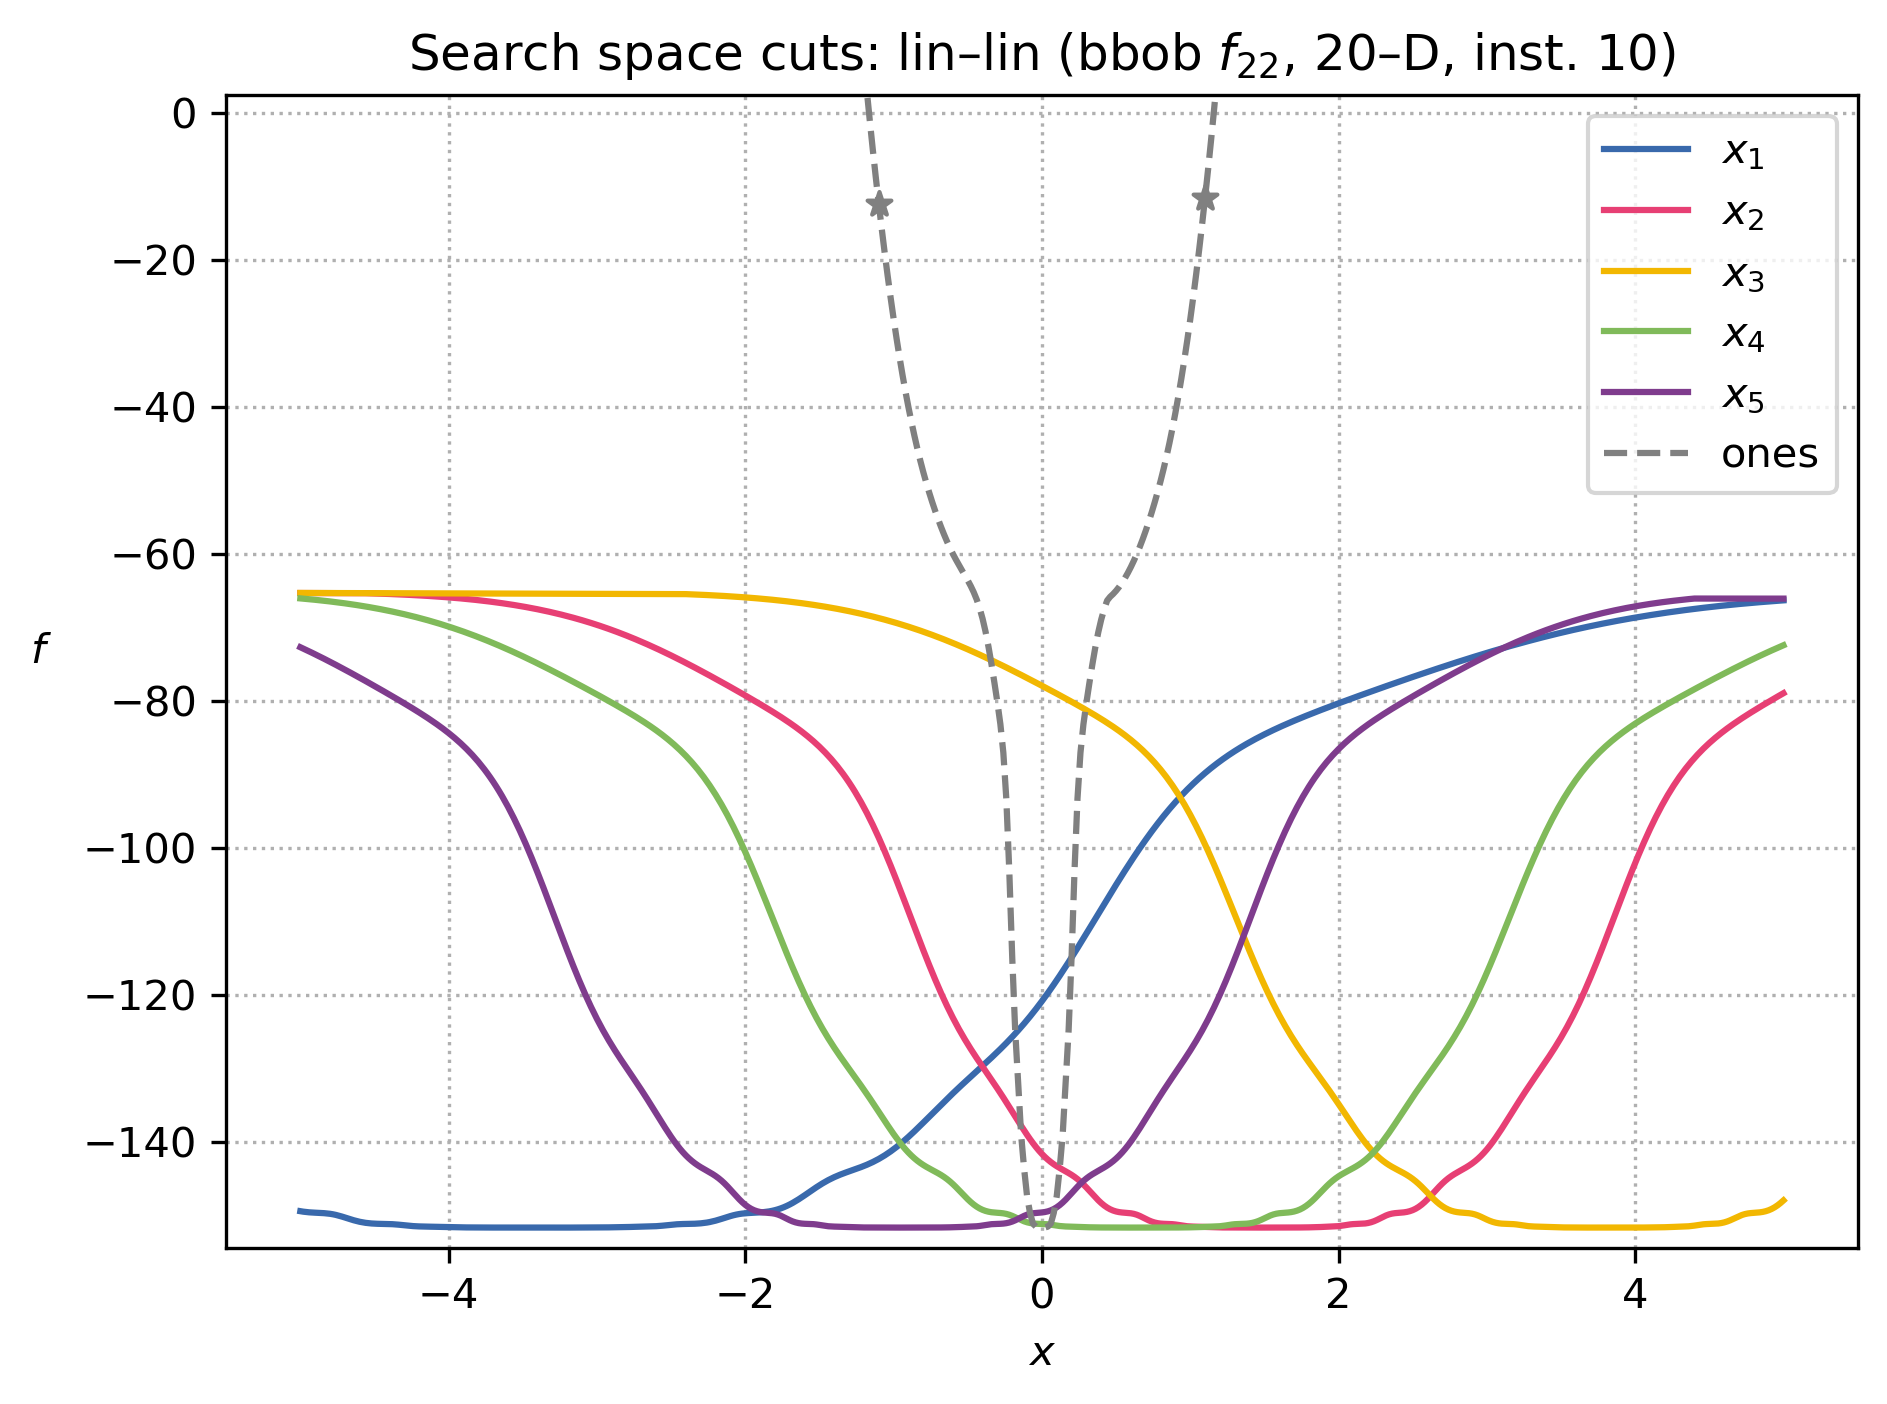 Search space cuts: lin–lin (bbob f22, 20–D, inst. 10)
0
−20
−40
−60
−80
−100
−120
−140
f
−4
−2
0
2
4
x
x1
x2
x3
x4
x5
ones